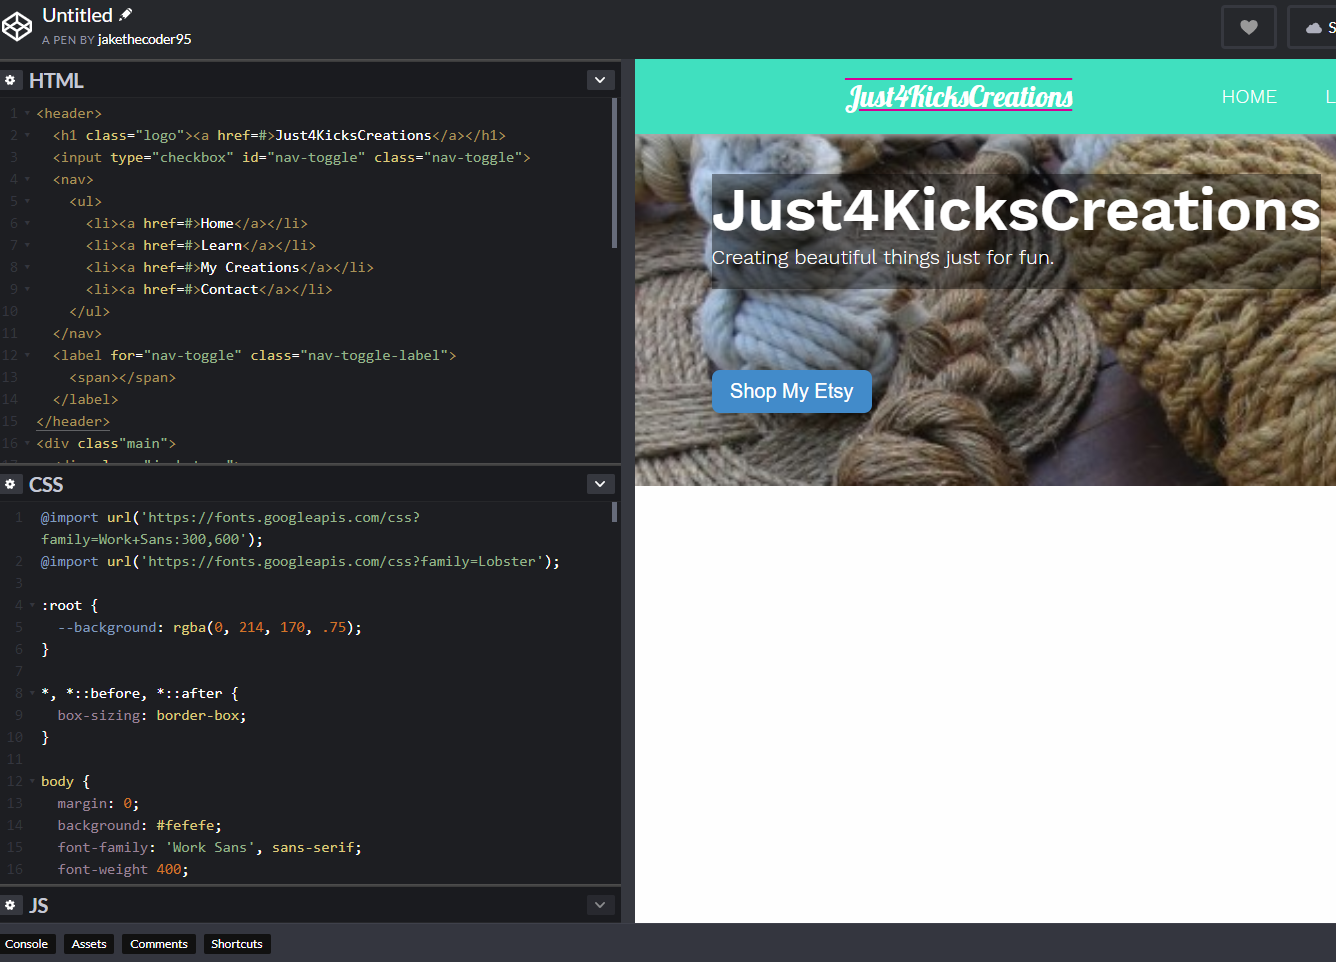 Untitled
A PEN BY jakethecoder95
S
HTML
1 <header>
2 <h1 class="logo"><a href=#>Just4KicksCreations</a></h1>
3 <input type="checkbox" id="nav-toggle" class="nav-toggle">
4 <nav>
5 <ul>
6 <li><a href=#>Home</a></li>
7 <li><a href=#>Learn</a></li>
8 <li><a href=#>My Creations</a></li>
9 <li><a href=#>Contact</a></li>
10 </ul>
11 </nav>
12 <label for="nav-toggle" class="nav-toggle-label">
13 <span></span>
14 </label>
15 </header>
16 <div class"main">
CSS
1 @import url('https://fonts.googleapis.com/css?
family=Work+Sans:300,600');
2 @import url('https://fonts.googleapis.com/css?family=Lobster');
3
4 :root {
5 --background: rgba(0, 214, 170, .75);
6 }
7
8 *, *::before, *::after {
9 box-sizing: border-box;
10 }
11
12 body {
13 margin: 0;
14 background: #fefefe;
15 font-family: 'Work Sans', sans-serif;
16 font-weight 400;
JS
Console Assets Comments Shortcuts
Just4KicksCreations HOME L
Just4KicksCreations
Creating beautiful things just for fun.
Shop My Etsy